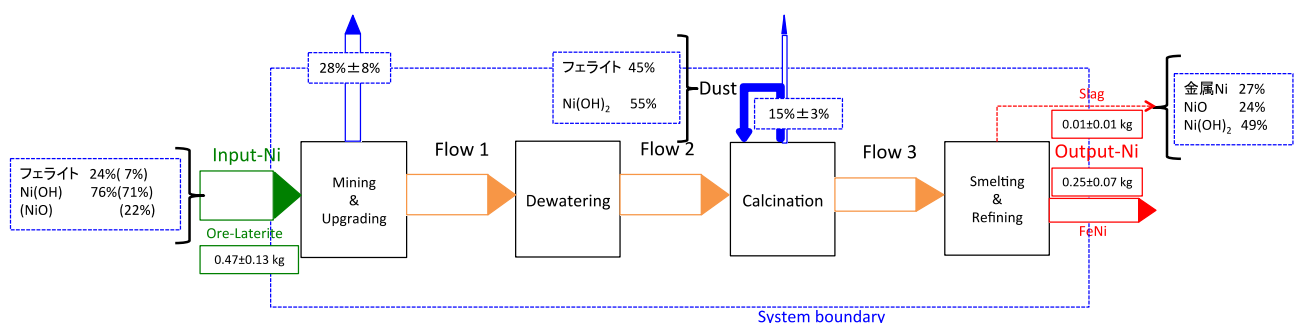 28%±8%
フェライト 45%
Ni(OH)2 55%
Dust
15%±3%
Slag
金属Ni 27%
NiO 24%
Ni(OH)2 49%
0.01±0.01 kg
Output-Ni
0.25±0.07 kg
FeNi
フェライト 24%( 7%)
Ni(OH) 76%(71%)
(NiO) (22%)
Input-Ni
Ore-Laterite
0.47±0.13 kg
Mining
&
Upgrading
Flow 1
Dewatering
Flow 2
Calcination
Flow 3
Smelting
&
Refining
System boundary